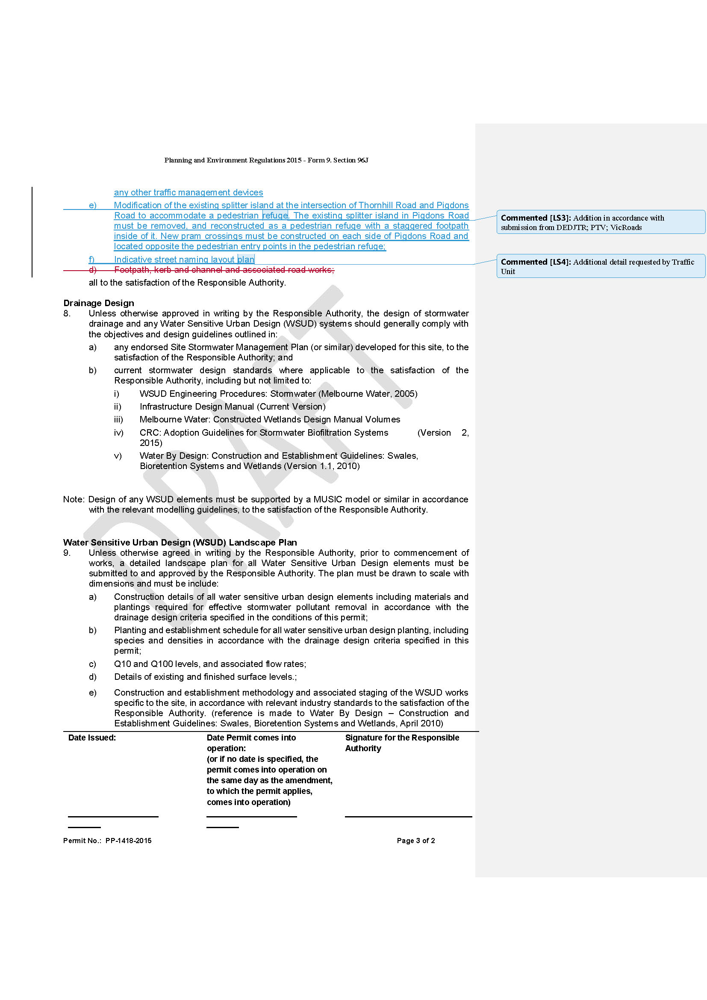 Planning and Environment Regulations 2015 - Form 9. Section 96J
any other traffic management devices
e) Modification of the existing splitter island at the intersection of Thornhill Road and Pigdons
Road to accommodate a pedestrian refuge. The existing splitter island in Pigdons Road
must be removed, and reconstructed as a pedestrian refuge with a staggered footpath
inside of it. New pram crossings must be constructed on each side of Pigdons Road and
located opposite the pedestrian entry points in the pedestrian refuge;
f) Indicative street naming layout plan
d) Footpath, kerb and channel and associated road works;
all to the satisfaction of the Responsible Authority.
Commented [LS3]: Addition in accordance with
submission from DEDJTR; PTV; VicRoads
Commented [LS4]: Additional detail requested by Traffic
Unit
Drainage Design
8. Unless otherwise approved in writing by the Responsible Authority, the design of stormwater
drainage and any Water Sensitive Urban Design (WSUD) systems should generally comply with
the objectives and design guidelines outlined in:
a) any endorsed Site Stormwater Management Plan (or similar) developed for this site, to the
satisfaction of the Responsible Authority; and
b) current stormwater design standards where applicable to the satisfaction of the
Responsible Authority, including but not limited to:
i) WSUD Engineering Procedures: Stormwater (Melbourne Water, 2005)
ii) Infrastructure Design Manual (Current Version)
iii) Melbourne Water: Constructed Wetlands Design Manual Volumes
iv) CRC: Adoption Guidelines for Stormwater Biofiltration Systems (Version 2,
2015)
v) Water By Design: Construction and Establishment Guidelines: Swales,
Bioretention Systems and Wetlands (Version 1.1, 2010)
Note: Design of any WSUD elements must be supported by a MUSIC model or similar in accordance
with the relevant modelling guidelines, to the satisfaction of the Responsible Authority.
Water Sensitive Urban Design (WSUD) Landscape Plan
9. Unless otherwise agreed in writing by the Responsible Authority, prior to commencement of
works, a detailed landscape plan for all Water Sensitive Urban Design elements must be
submitted to and approved by the Responsible Authority. The plan must be drawn to scale with
dimensions and must be include:
a) Construction details of all water sensitive urban design elements including materials and
plantings required for effective stormwater pollutant removal in accordance with the
drainage design criteria specified in the conditions of this permit;
b) Planting and establishment schedule for all water sensitive urban design planting, including
species and densities in accordance with the drainage design criteria specified in this
permit;
c) Q10 and Q100 levels, and associated flow rates;
d) Details of existing and finished surface levels.;
e) Construction and establishment methodology and associated staging of the WSUD works
specific to the site, in accordance with relevant industry standards to the satisfaction of the
Responsible Authority. (reference is made to Water By Design – Construction and
Establishment Guidelines: Swales, Bioretention Systems and Wetlands, April 2010)
DRAFT
Date Issued:
Date Permit comes into
operation:
(or if no date is specified, the
permit comes into operation on
the same day as the amendment,
to which the permit applies,
comes into operation)
Signature for the Responsible
Authority
Permit No.: PP-1418-2015
Page 3 of 2